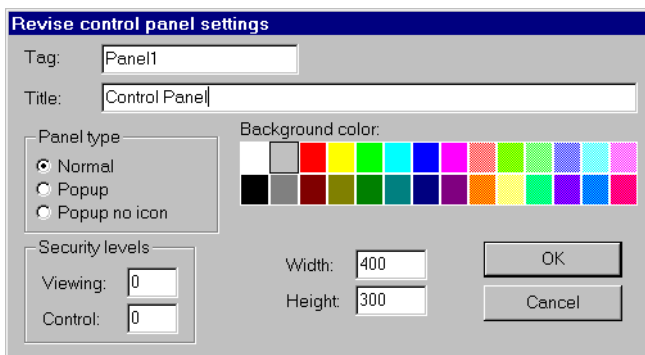 Revise control panel settings
Tag: Panel1
Title: Control Panel
Panel type
Normal
Popup
Popup no icon
Background color:
Security levels
Viewing: 0
Control: 0
Width: 400
Height: 300
OK
Cancel